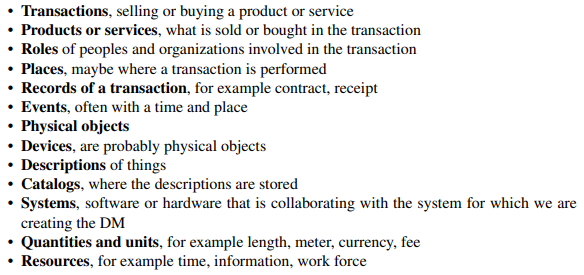 • Transactions, selling or buying a product or service
• Products or services, what is sold or bought in the transaction
• Roles of peoples and organizations involved in the transaction
• Places, maybe where a transaction is performed
• Records of a transaction, for example contract, receipt
• Events, often with a time and place
• Physical objects
• Devices, are probably physical objects
• Descriptions of things
• Catalogs, where the descriptions are stored
• Systems, software or hardware that is collaborating with the system for which we are
creating the DM
• Quantities and units, for example length, meter, currency, fee
• Resources, for example time, information, work force